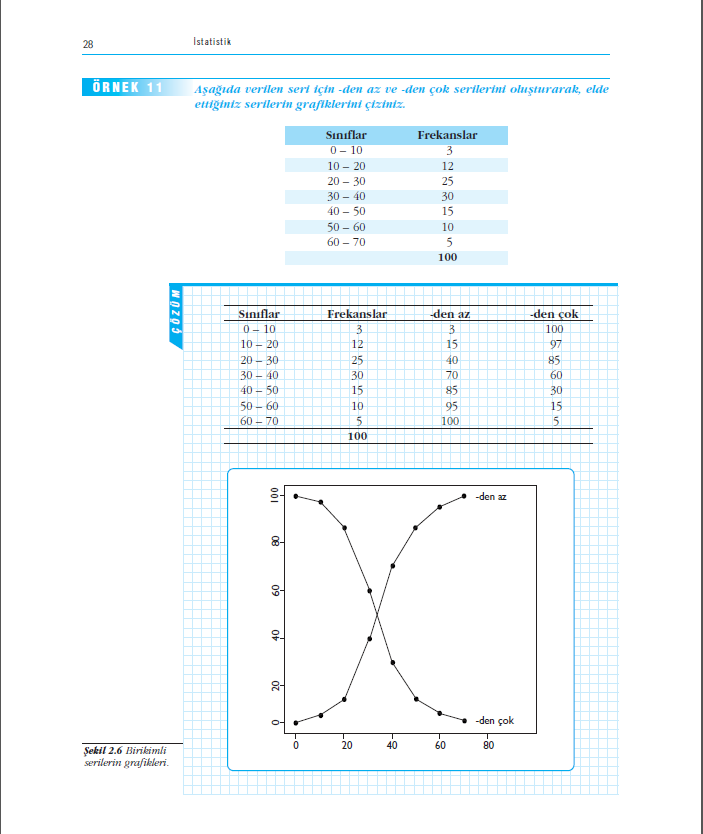 28
İstatistik
ÖRNEK 11
Aşağıda verilen seri için -den az ve -den çok serilerini oluşturarak, elde
ettiğiniz serilerin grafiklerini çiziniz.
Sınıflar Frekanslar
0 – 10 3
10 – 20 12
20 – 30 25
30 – 40 30
40 – 50 15
50 – 60 10
60 – 70 5
100
ÇÖZÜM
Sınıflar Frekanslar -den az -den çok
0 – 10 3 3 100
10 – 20 12 15 97
20 – 30 25 40 85
30 – 40 30 70 60
40 – 50 15 85 30
50 – 60 10 95 15
60 – 70 5 100 5
100
100
80
60
40
20
0
-den az
-den çok
0 20 40 60 80
Şekil 2.6 Birikimli
serilerin grafikleri.